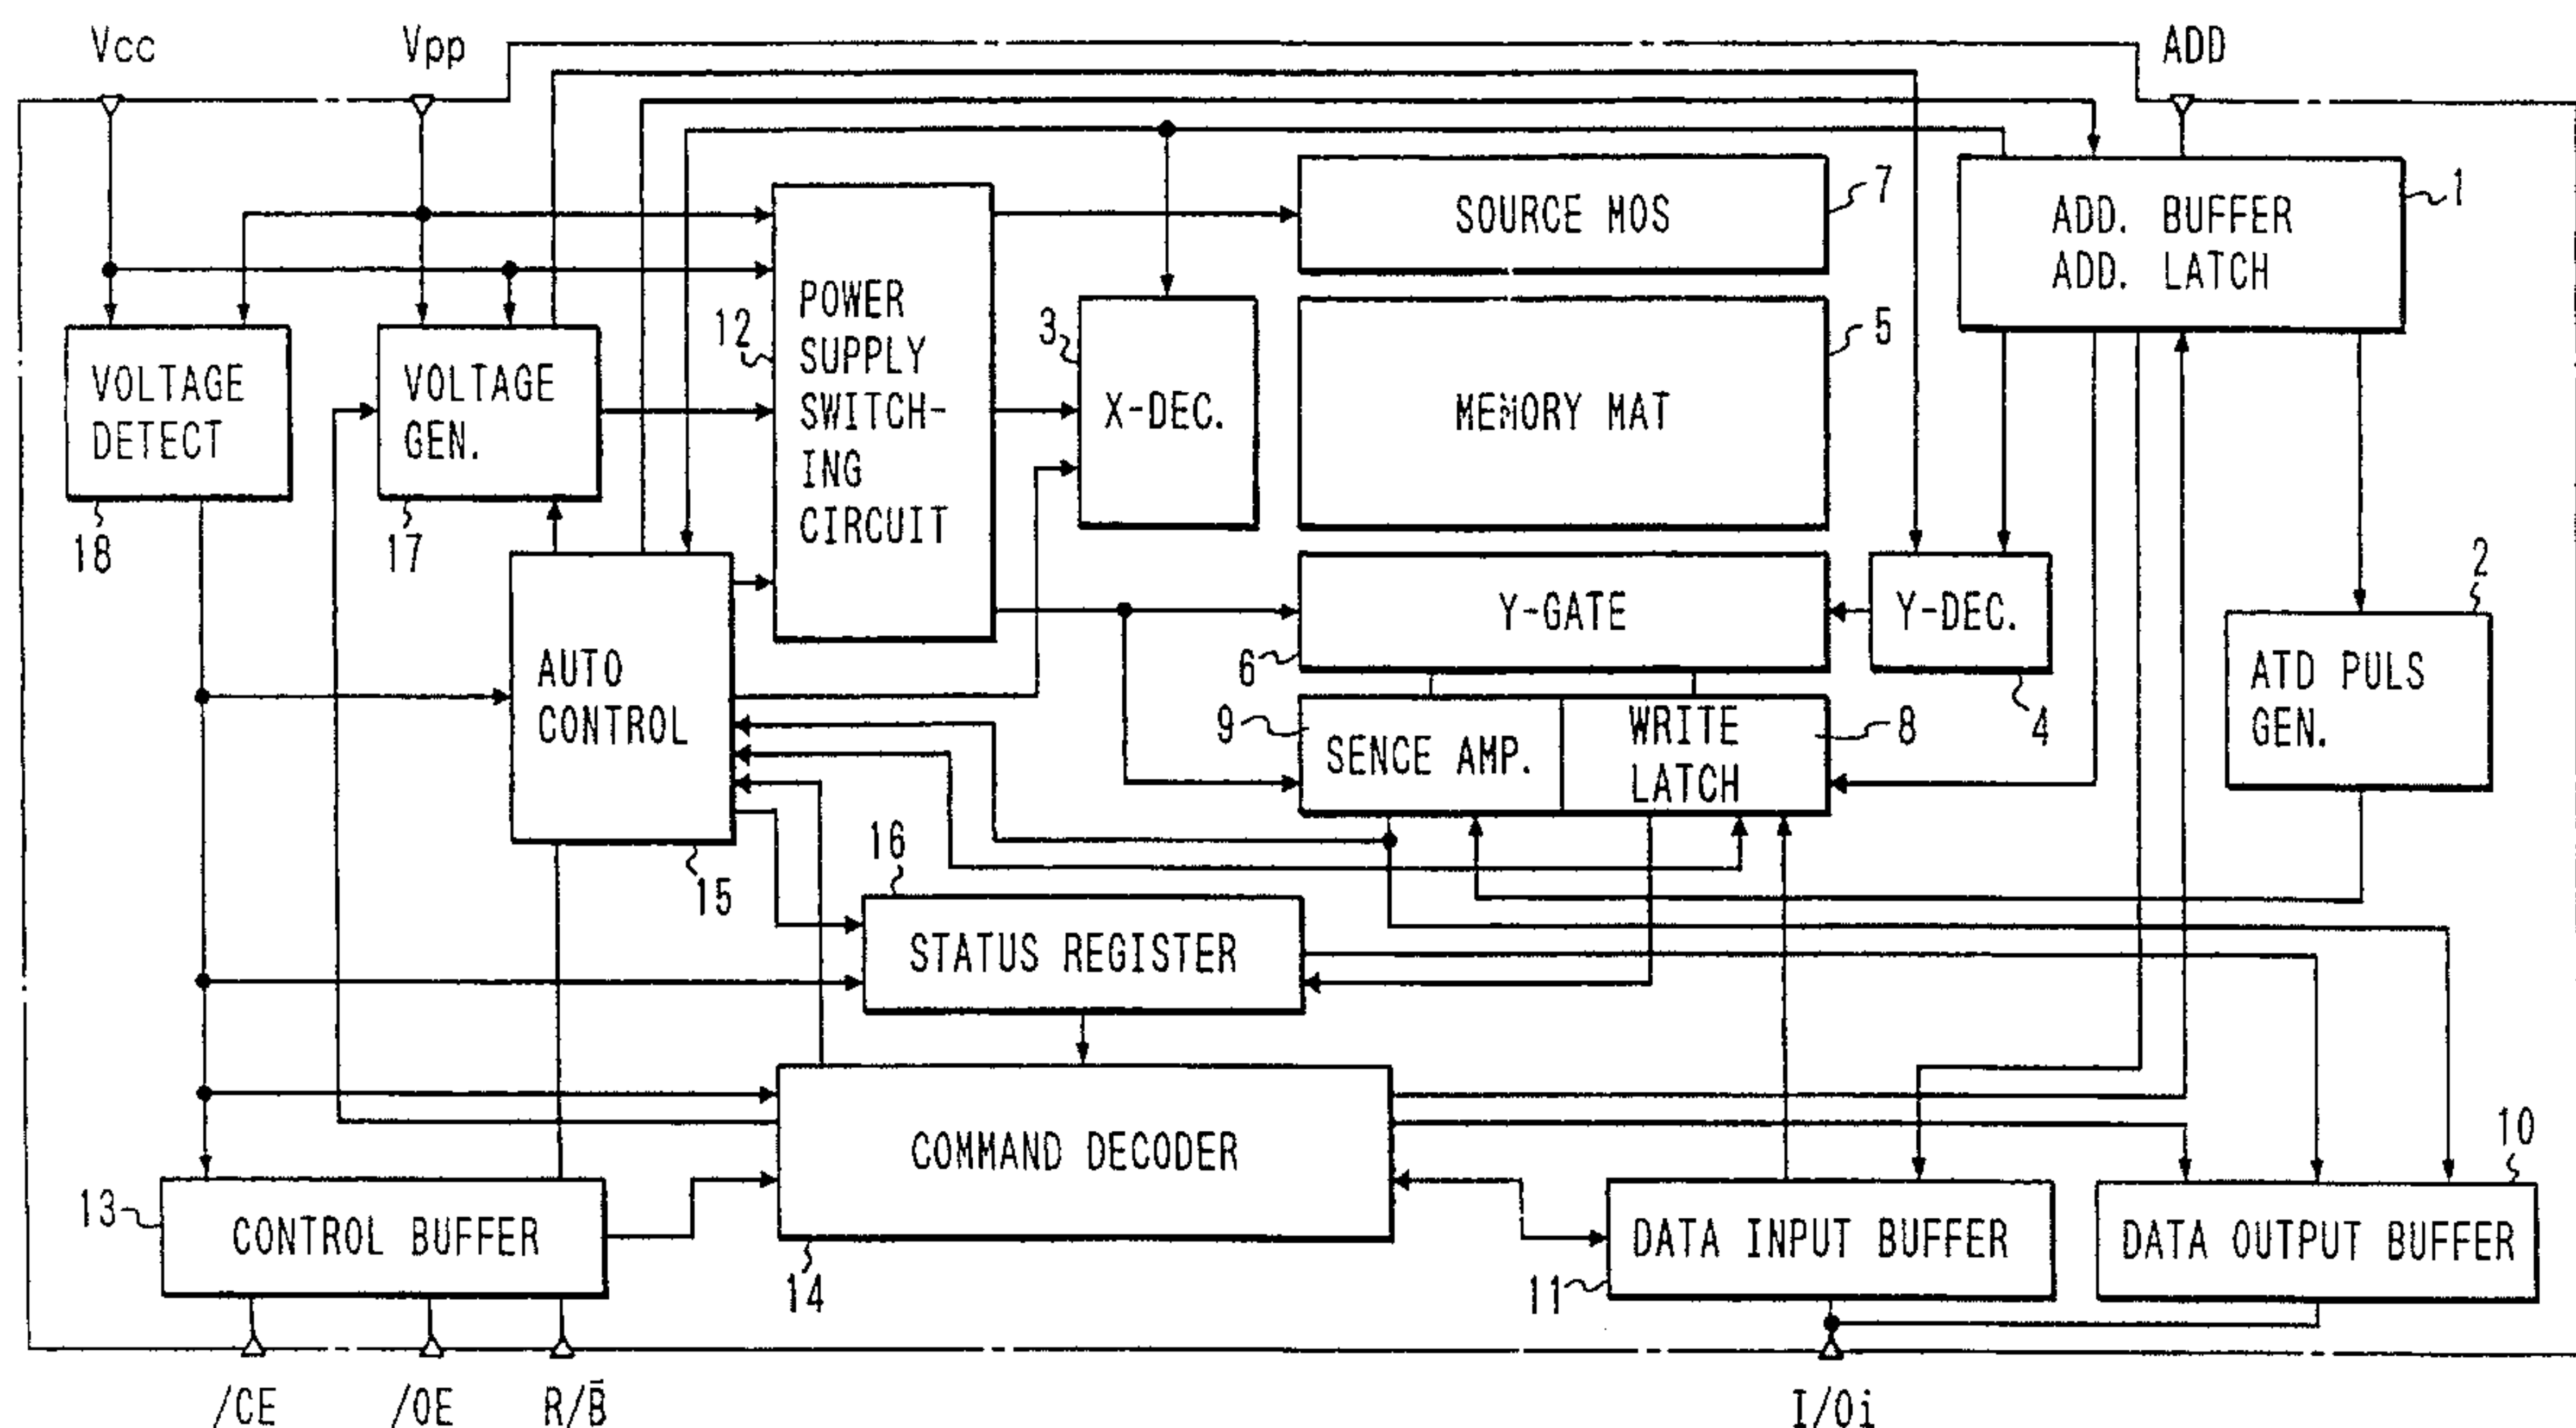 Vcc
Vpp
ADD
SOURCE MOS
7
ADD. BUFFER
ADD. LATCH
1
POWER
SUPPLY
SWITCH-
ING
CIRCUIT
12
3
X-DEC.
MEMORY MAT
5
VOLTAGE
DETECT
18
VOLTAGE
GEN.
17
Y-GATE
6
Y-DEC.
4
2
ATD PULS
GEN.
AUTO
CONTROL
15
9
SENCE AMP.
WRITE
LATCH
8
16
STATUS REGISTER
COMMAND DECODER
14
13
CONTROL BUFFER
DATA INPUT BUFFER
11
10
DATA OUTPUT BUFFER
/CE
/OE
R/B̄
I/Oi